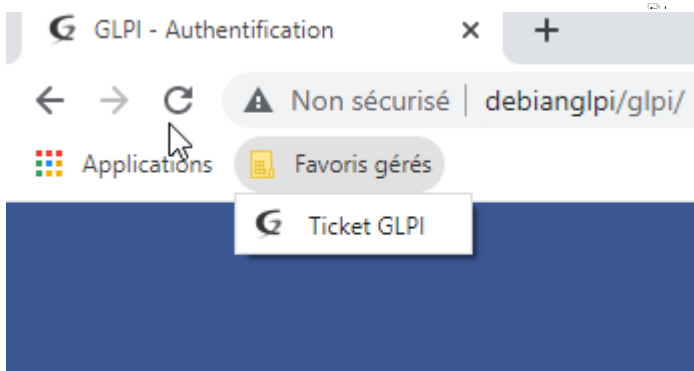 GLPI - Authentification
Non sécurisé | debianglpi/glpi/
Applications Favoris gérés
Ticket GLPI